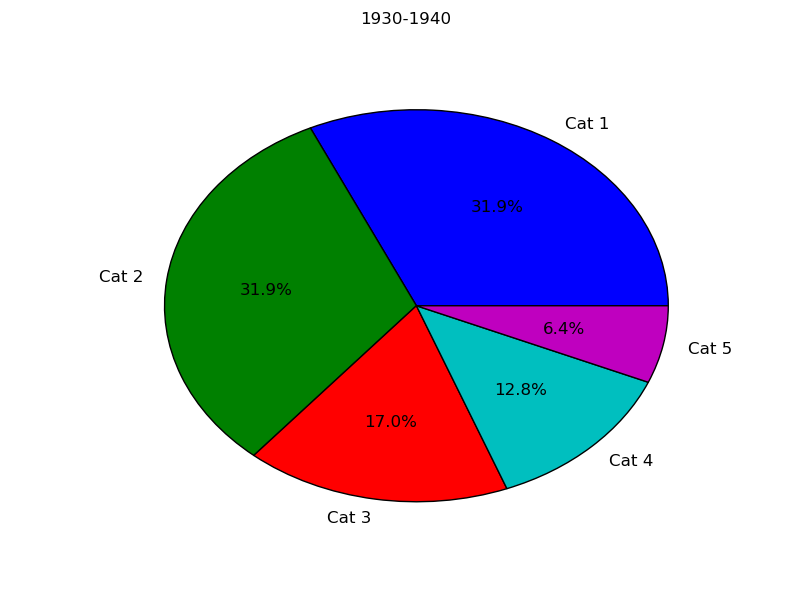 1930-1940
Cat 1
31.9%
Cat 2
31.9%
6.4%
Cat 5
12.8%
17.0%
Cat 4
Cat 3